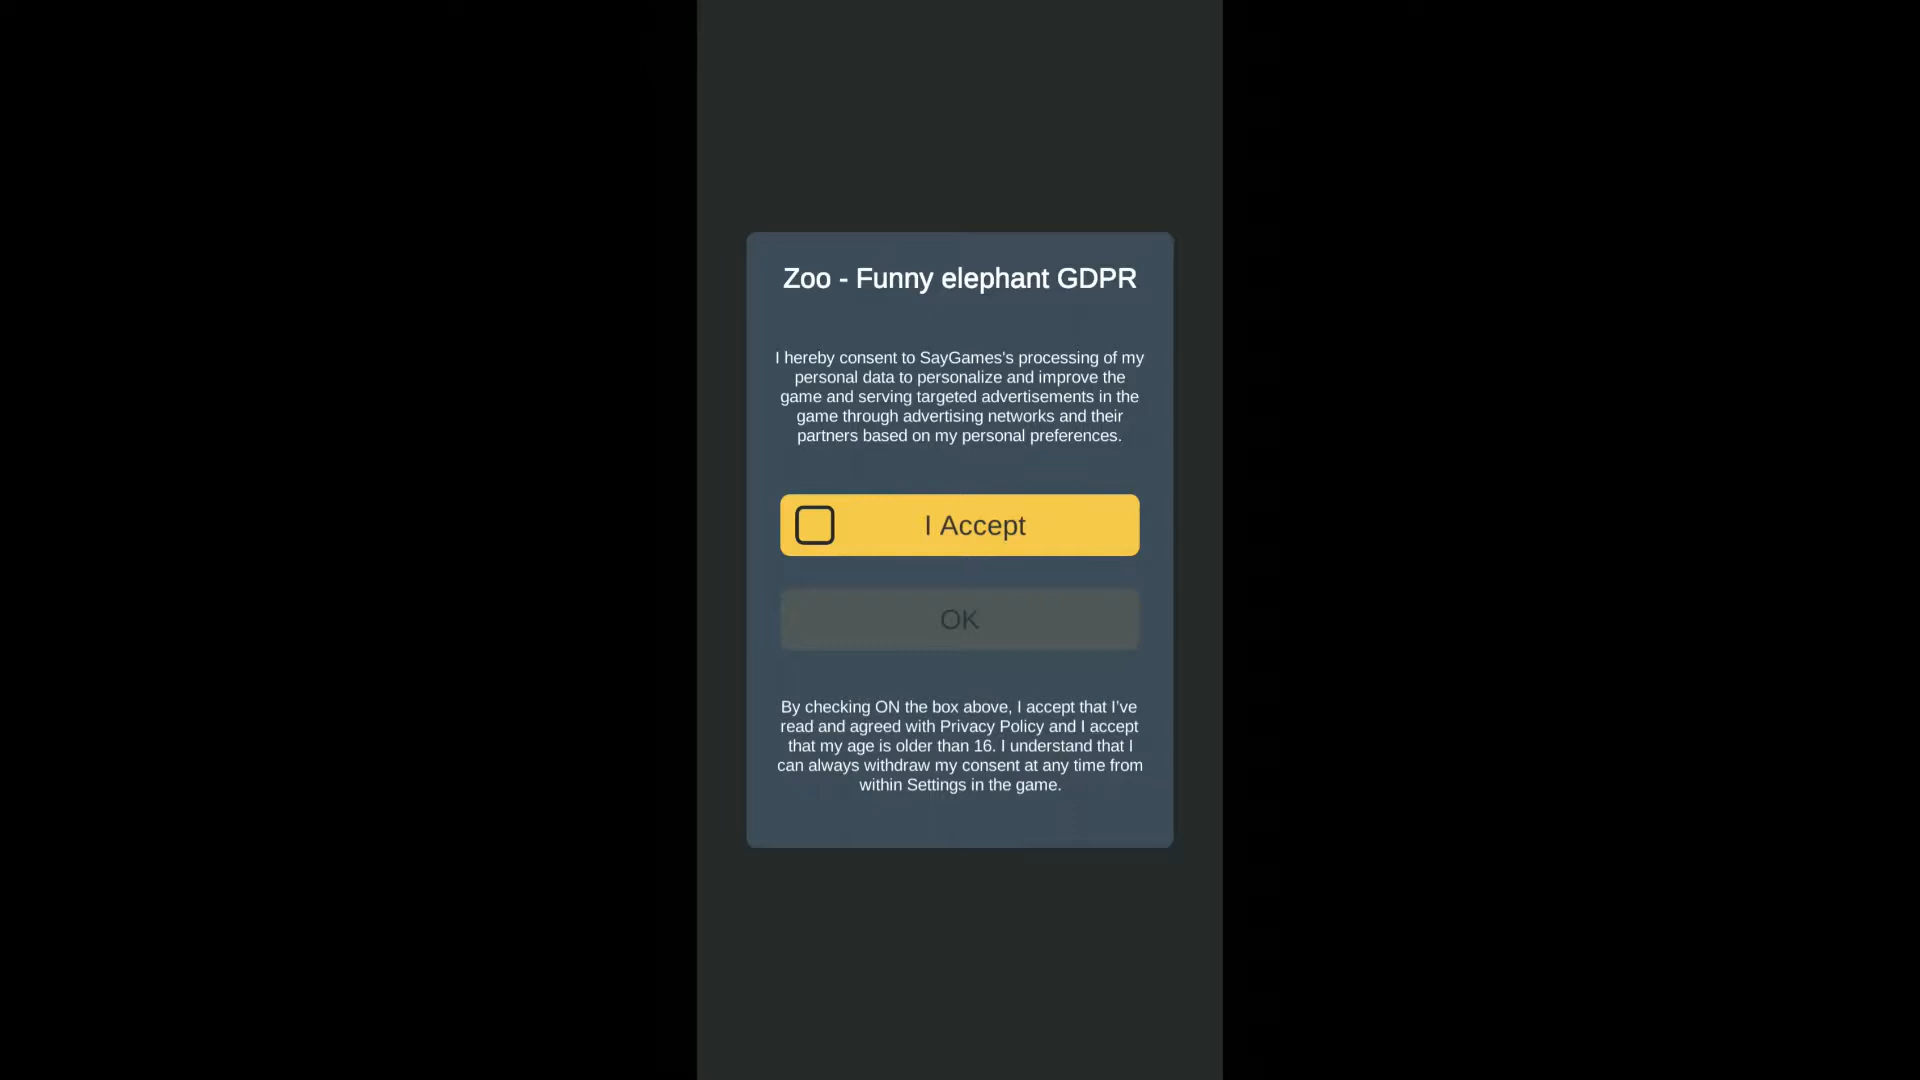 Zoo - Funny elephant GDPR
I hereby consent to SayGames's processing of my
personal data to personalize and improve the
game and serving targeted advertisements in the
game through advertising networks and their
partners based on my personal preferences.
I Accept
OK
By checking ON the box above, I accept that I’ve
read and agreed with Privacy Policy and I accept
that my age is older than 16. I understand that I
can always withdraw my consent at any time from
within Settings in the game.